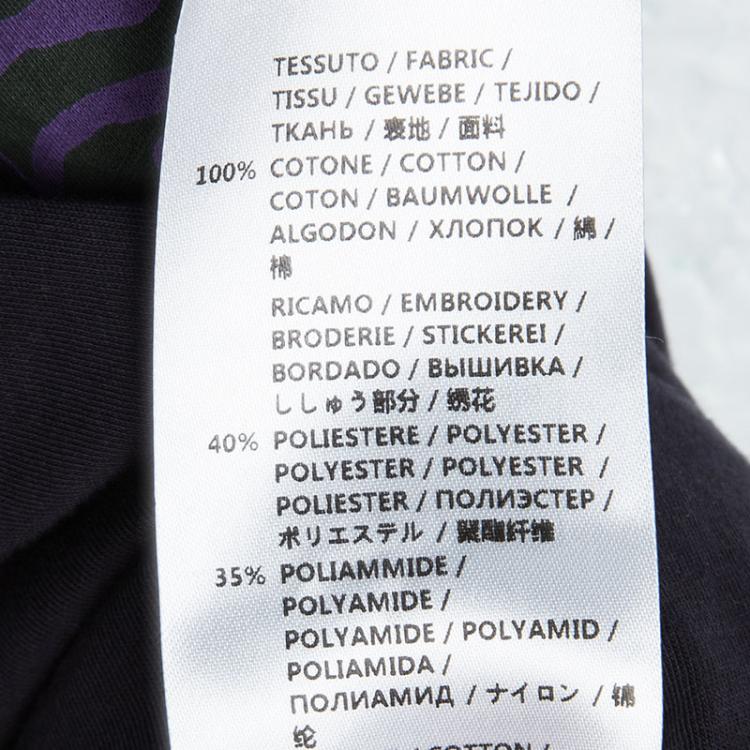 TESSUTO / FABRIC /
TISSU / GEWEBE / TEJIDO /
ТКАНЬ / 裏地 / 面料
100% COTONE / COTTON /
COTON / BAUMWOLLE /
ALGODON / ХЛОПОК / 綿 /
棉
RICAMO / EMBROIDERY /
BRODERIE / STICKEREI /
BORDADO / ВЫШИВКА /
ししゅう部分 / 绣花
40% POLIESTERE / POLYESTER /
POLYESTER / POLYESTER /
POLIESTER / ПОЛИЭСТЕР /
ポリエステル / 聚酯纤维
35% POLIAMMIDE /
POLYAMIDE /
POLYAMIDE / POLYAMID /
POLIAMIDA /
ПОЛИАМИД / ナイロン / 锦
纶
/ COTTON /